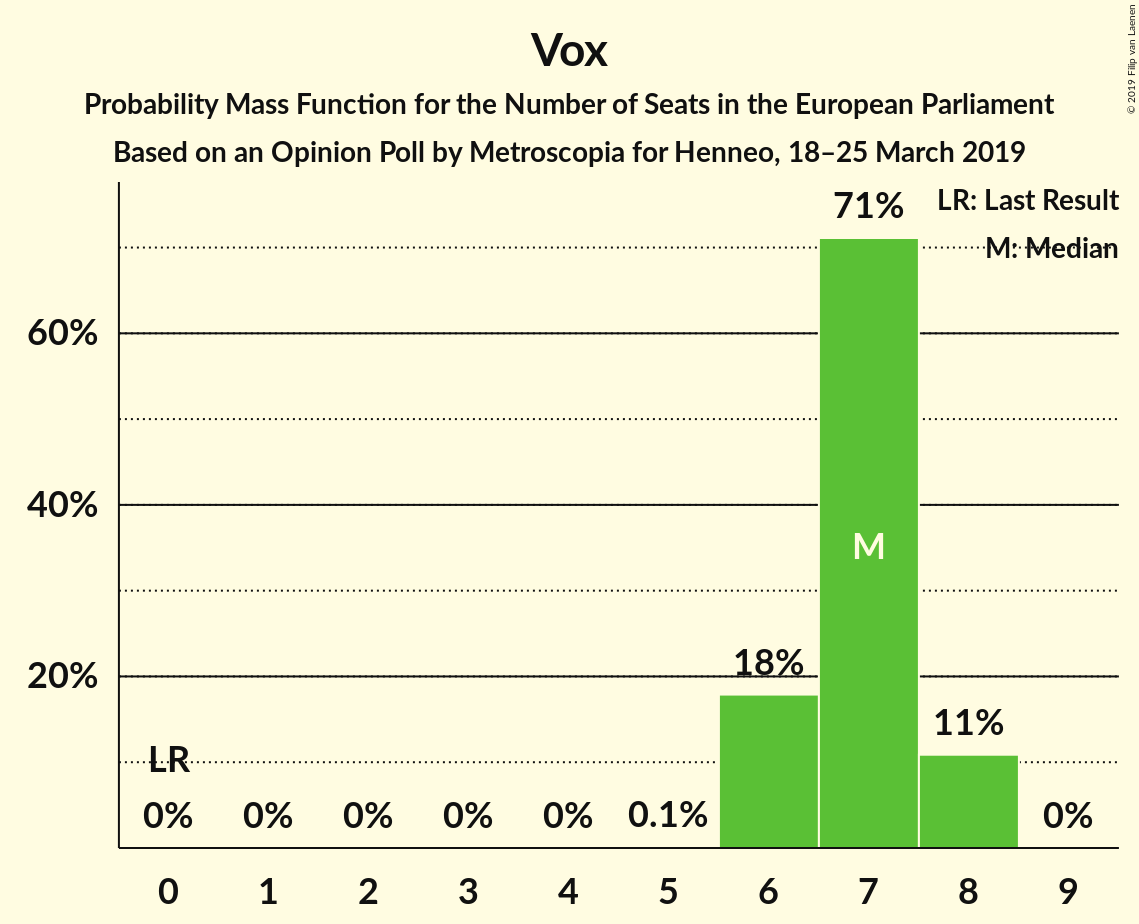 © 2019 Filip van Laenen
Vox
Probability Mass Function for the Number of Seats in the European Parliament
Based on an Opinion Poll by Metroscopia for Henneo, 18–25 March 2019
LR: Last Result
M: Median
71%
60%
40%
M
20%
18%
11%
LR
0% 0% 0% 0% 0% 0.1% 0%
0 1 2 3 4 5 6 7 8 9